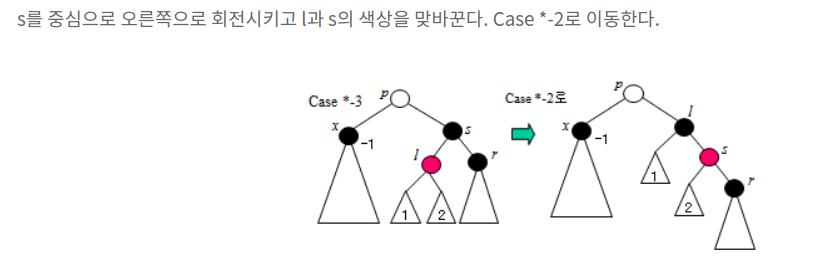 s를 중심으로 오른쪽으로 회전시키고 l과 s의 색상을 맞바꾼다. Case *-2로 이동한다.
Case *-3 p Case *-2로 p
x s x l
-1 -1
l r s
1 2 1 r
2